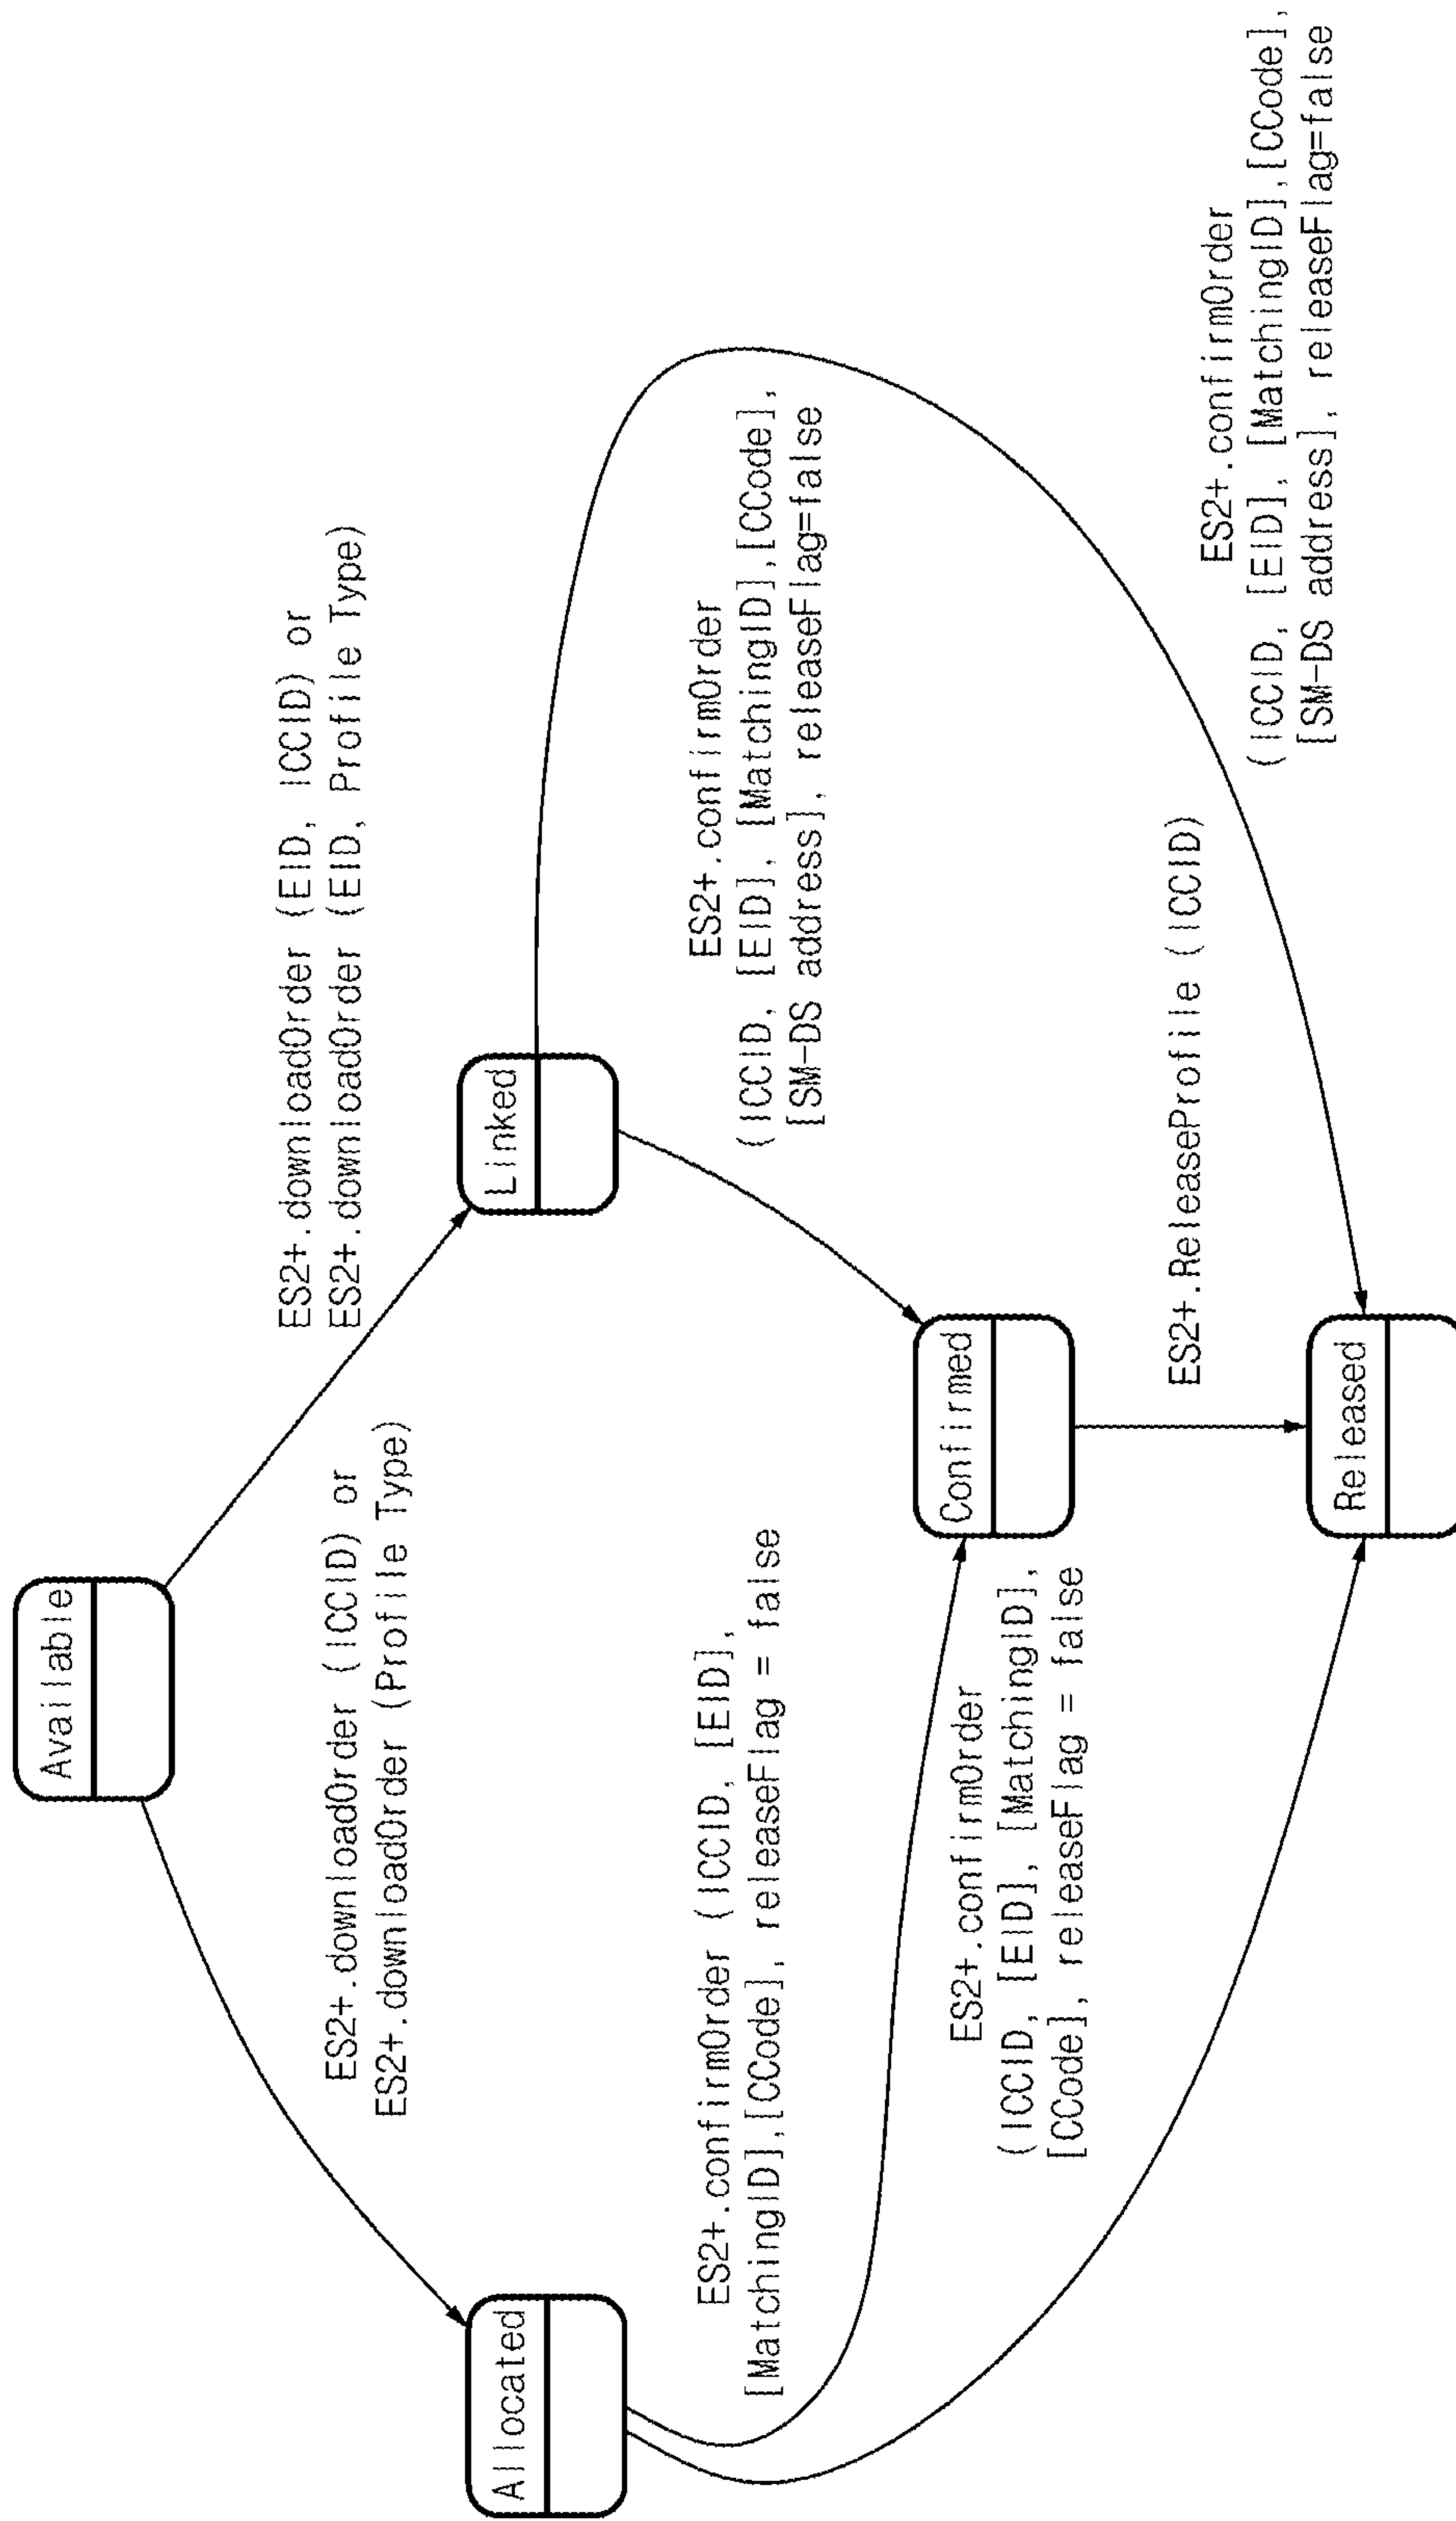 Available
ES2+.downloadOrder (EID, ICCID) or
ES2+.downloadOrder (EID, Profile Type)
ES2+.downloadOrder (ICCID) or
ES2+.downloadOrder (Profile Type)
Linked
Allocated
ES2+.confirmOrder
(ICCID, [EID], [MatchingID],[CCode],
[SM-DS address], releaseFlag=false
ES2+.confirmOrder (ICCID, [EID],
[MatchingID],[CCode], releaseFlag = false
Confirmed
ES2+.confirmOrder
(ICCID, [EID], [MatchingID],
[CCode], releaseFlag = false
ES2+.ReleaseProfile (ICCID)
ES2+.confirmOrder
(ICCID, [EID], [MatchingID],[CCode],
[SM-DS address], releaseFlag=false
Released